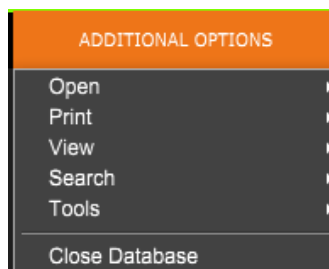 ADDITIONAL OPTIONS
Open
Print
View
Search
Tools
Close Database